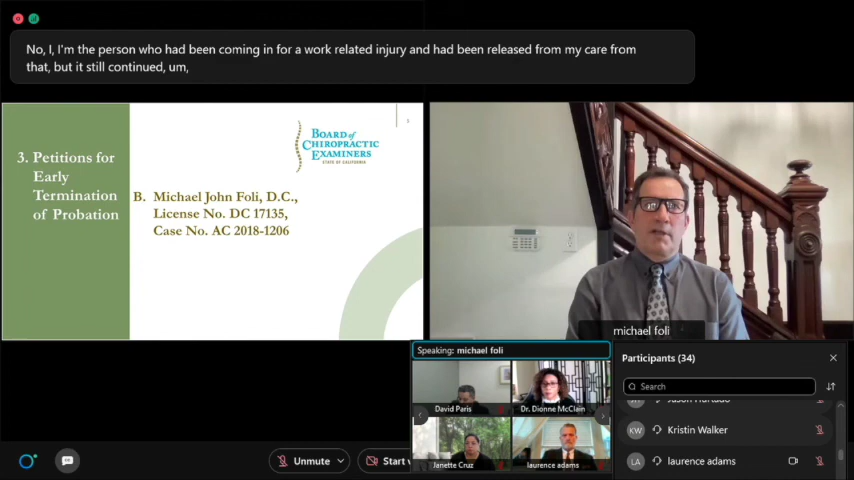 No, I, I'm the person who had been coming in for a work related injury and had been released from my care from
that, but it still continued, um,
3. Petitions for
Early
Termination
of Probation
BOARD of
CHIROPRACTIC
EXAMINERS
STATE OF CALIFORNIA
B. Michael John Foli, D.C.,
License No. DC 17135,
Case No. AC 2018-1206
michael foli
Speaking: michael foli
David Paris
Dr. Dionne McClain
Janette Cruz
laurence adams
Participants (34)
Search
Jason Hurtado
KW Kristin Walker
LA laurence adams
Unmute
Start